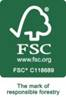 FSC
www.fsc.org
FSC® C118689
The mark of
responsible forestry